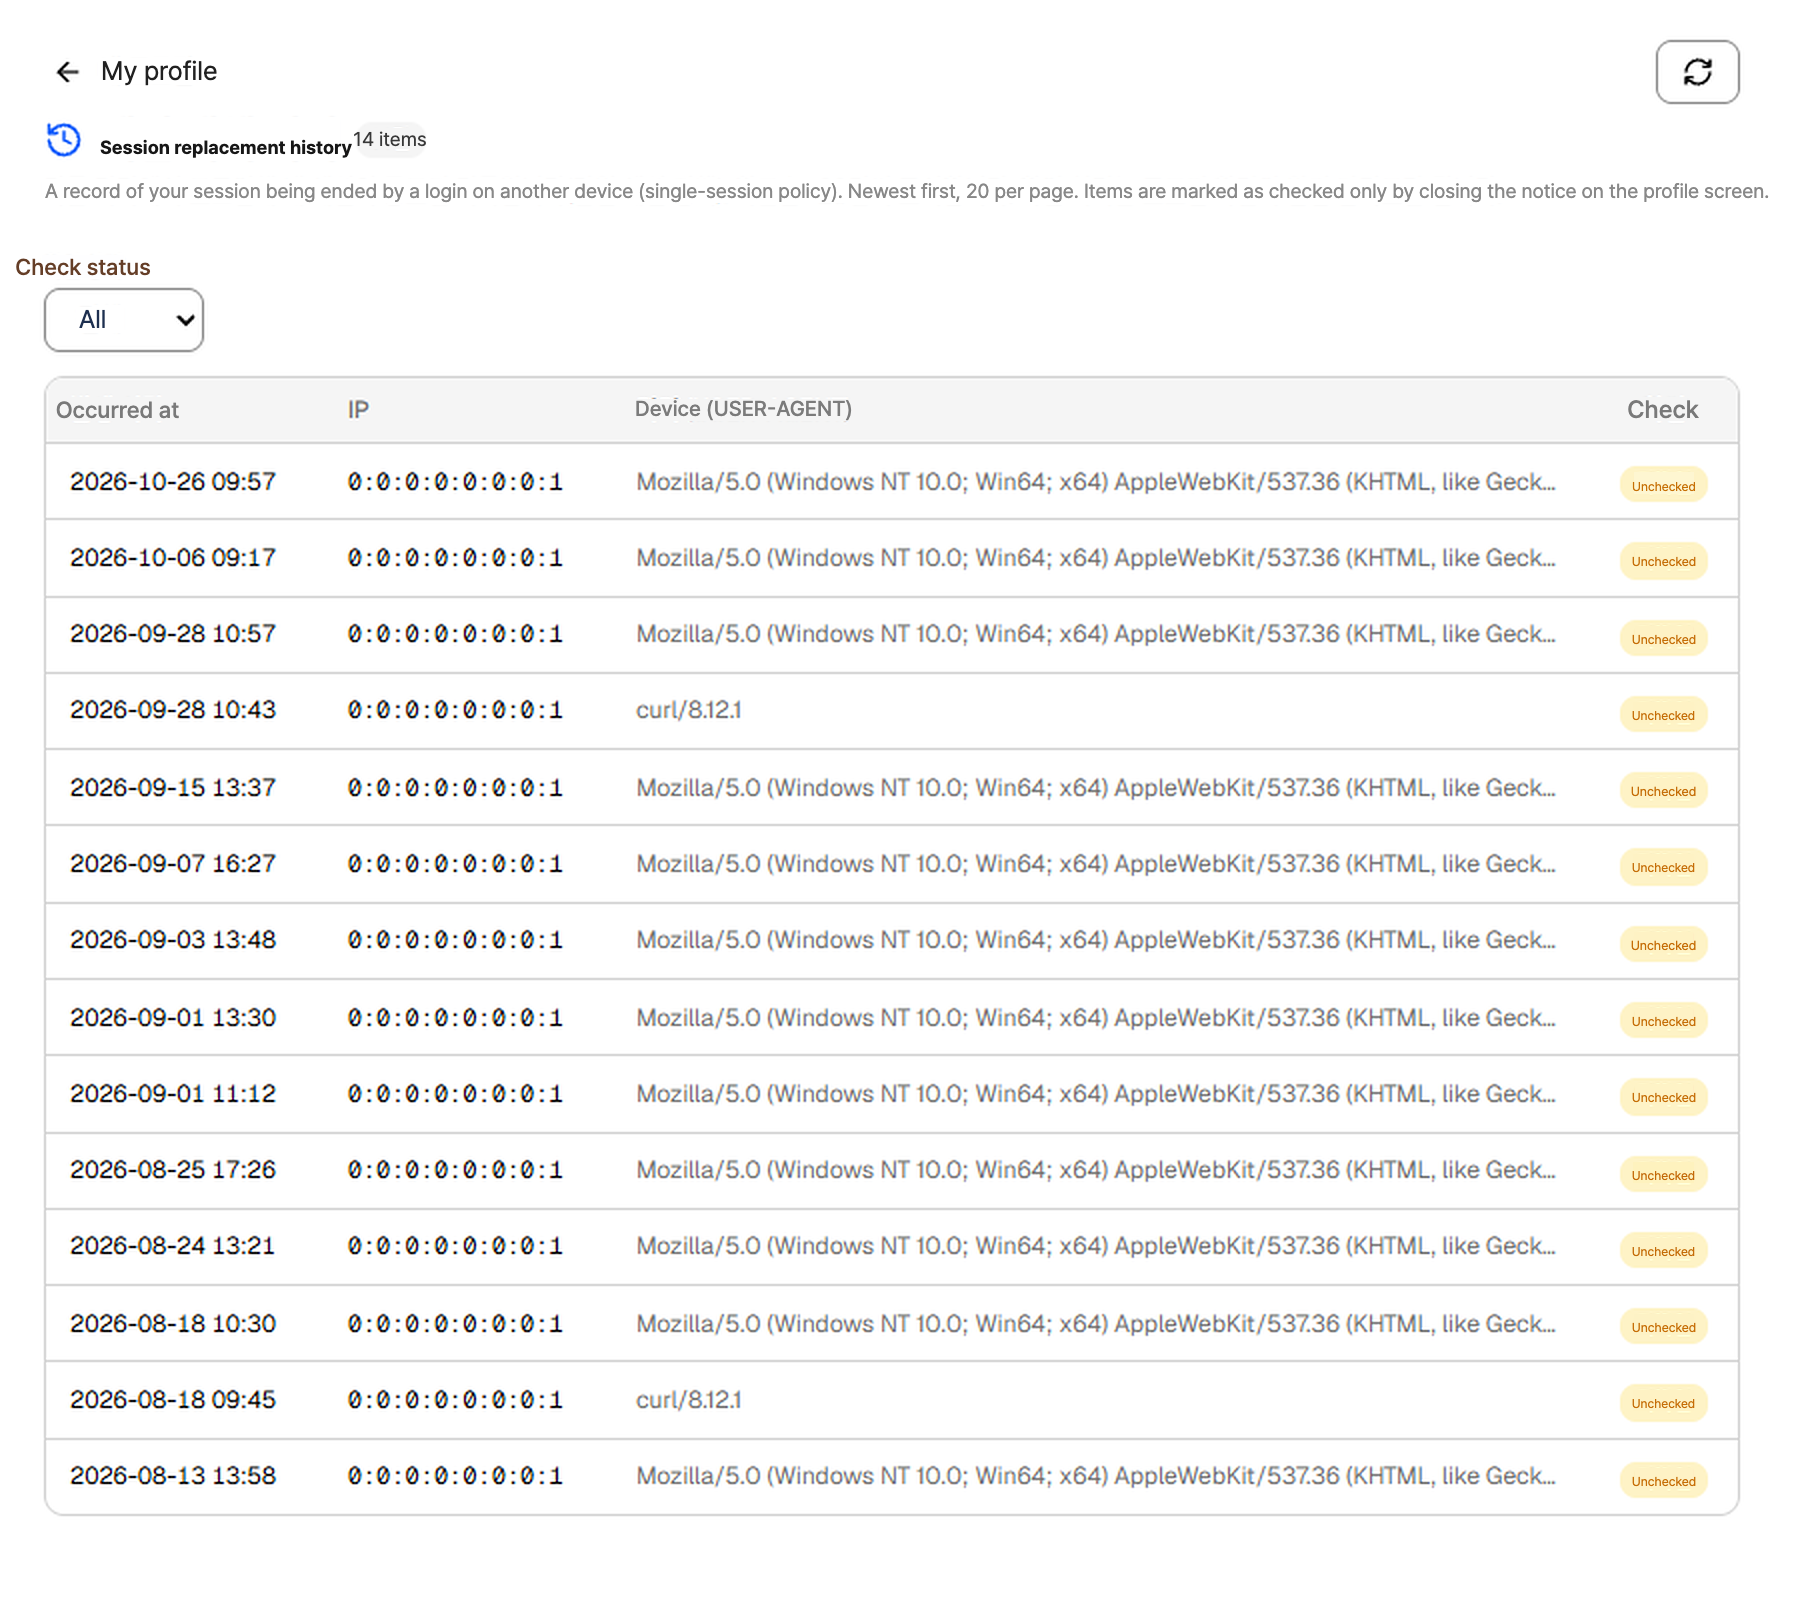 My profile
Session replacement history 14 items
A record of your session being ended by a login on another device (single-session policy). Newest first, 20 per page. Items are marked as checked only by closing the notice on the profile screen.
Check status
All
Occurred at IP Device (USER-AGENT) Check
2026-10-26 09:57 0:0:0:0:0:0:0:1 Mozilla/5.0 (Windows NT 10.0; Win64; x64) AppleWebKit/537.36 (KHTML, like Geck... Unchecked
2026-10-06 09:17 0:0:0:0:0:0:0:1 Mozilla/5.0 (Windows NT 10.0; Win64; x64) AppleWebKit/537.36 (KHTML, like Geck... Unchecked
2026-09-28 10:57 0:0:0:0:0:0:0:1 Mozilla/5.0 (Windows NT 10.0; Win64; x64) AppleWebKit/537.36 (KHTML, like Geck... Unchecked
2026-09-28 10:43 0:0:0:0:0:0:0:1 curl/8.12.1 Unchecked
2026-09-15 13:37 0:0:0:0:0:0:0:1 Mozilla/5.0 (Windows NT 10.0; Win64; x64) AppleWebKit/537.36 (KHTML, like Geck... Unchecked
2026-09-07 16:27 0:0:0:0:0:0:0:1 Mozilla/5.0 (Windows NT 10.0; Win64; x64) AppleWebKit/537.36 (KHTML, like Geck... Unchecked
2026-09-03 13:48 0:0:0:0:0:0:0:1 Mozilla/5.0 (Windows NT 10.0; Win64; x64) AppleWebKit/537.36 (KHTML, like Geck... Unchecked
2026-09-01 13:30 0:0:0:0:0:0:0:1 Mozilla/5.0 (Windows NT 10.0; Win64; x64) AppleWebKit/537.36 (KHTML, like Geck... Unchecked
2026-09-01 11:12 0:0:0:0:0:0:0:1 Mozilla/5.0 (Windows NT 10.0; Win64; x64) AppleWebKit/537.36 (KHTML, like Geck... Unchecked
2026-08-25 17:26 0:0:0:0:0:0:0:1 Mozilla/5.0 (Windows NT 10.0; Win64; x64) AppleWebKit/537.36 (KHTML, like Geck... Unchecked
2026-08-24 13:21 0:0:0:0:0:0:0:1 Mozilla/5.0 (Windows NT 10.0; Win64; x64) AppleWebKit/537.36 (KHTML, like Geck... Unchecked
2026-08-18 10:30 0:0:0:0:0:0:0:1 Mozilla/5.0 (Windows NT 10.0; Win64; x64) AppleWebKit/537.36 (KHTML, like Geck... Unchecked
2026-08-18 09:45 0:0:0:0:0:0:0:1 curl/8.12.1 Unchecked
2026-08-13 13:58 0:0:0:0:0:0:0:1 Mozilla/5.0 (Windows NT 10.0; Win64; x64) AppleWebKit/537.36 (KHTML, like Geck... Unchecked